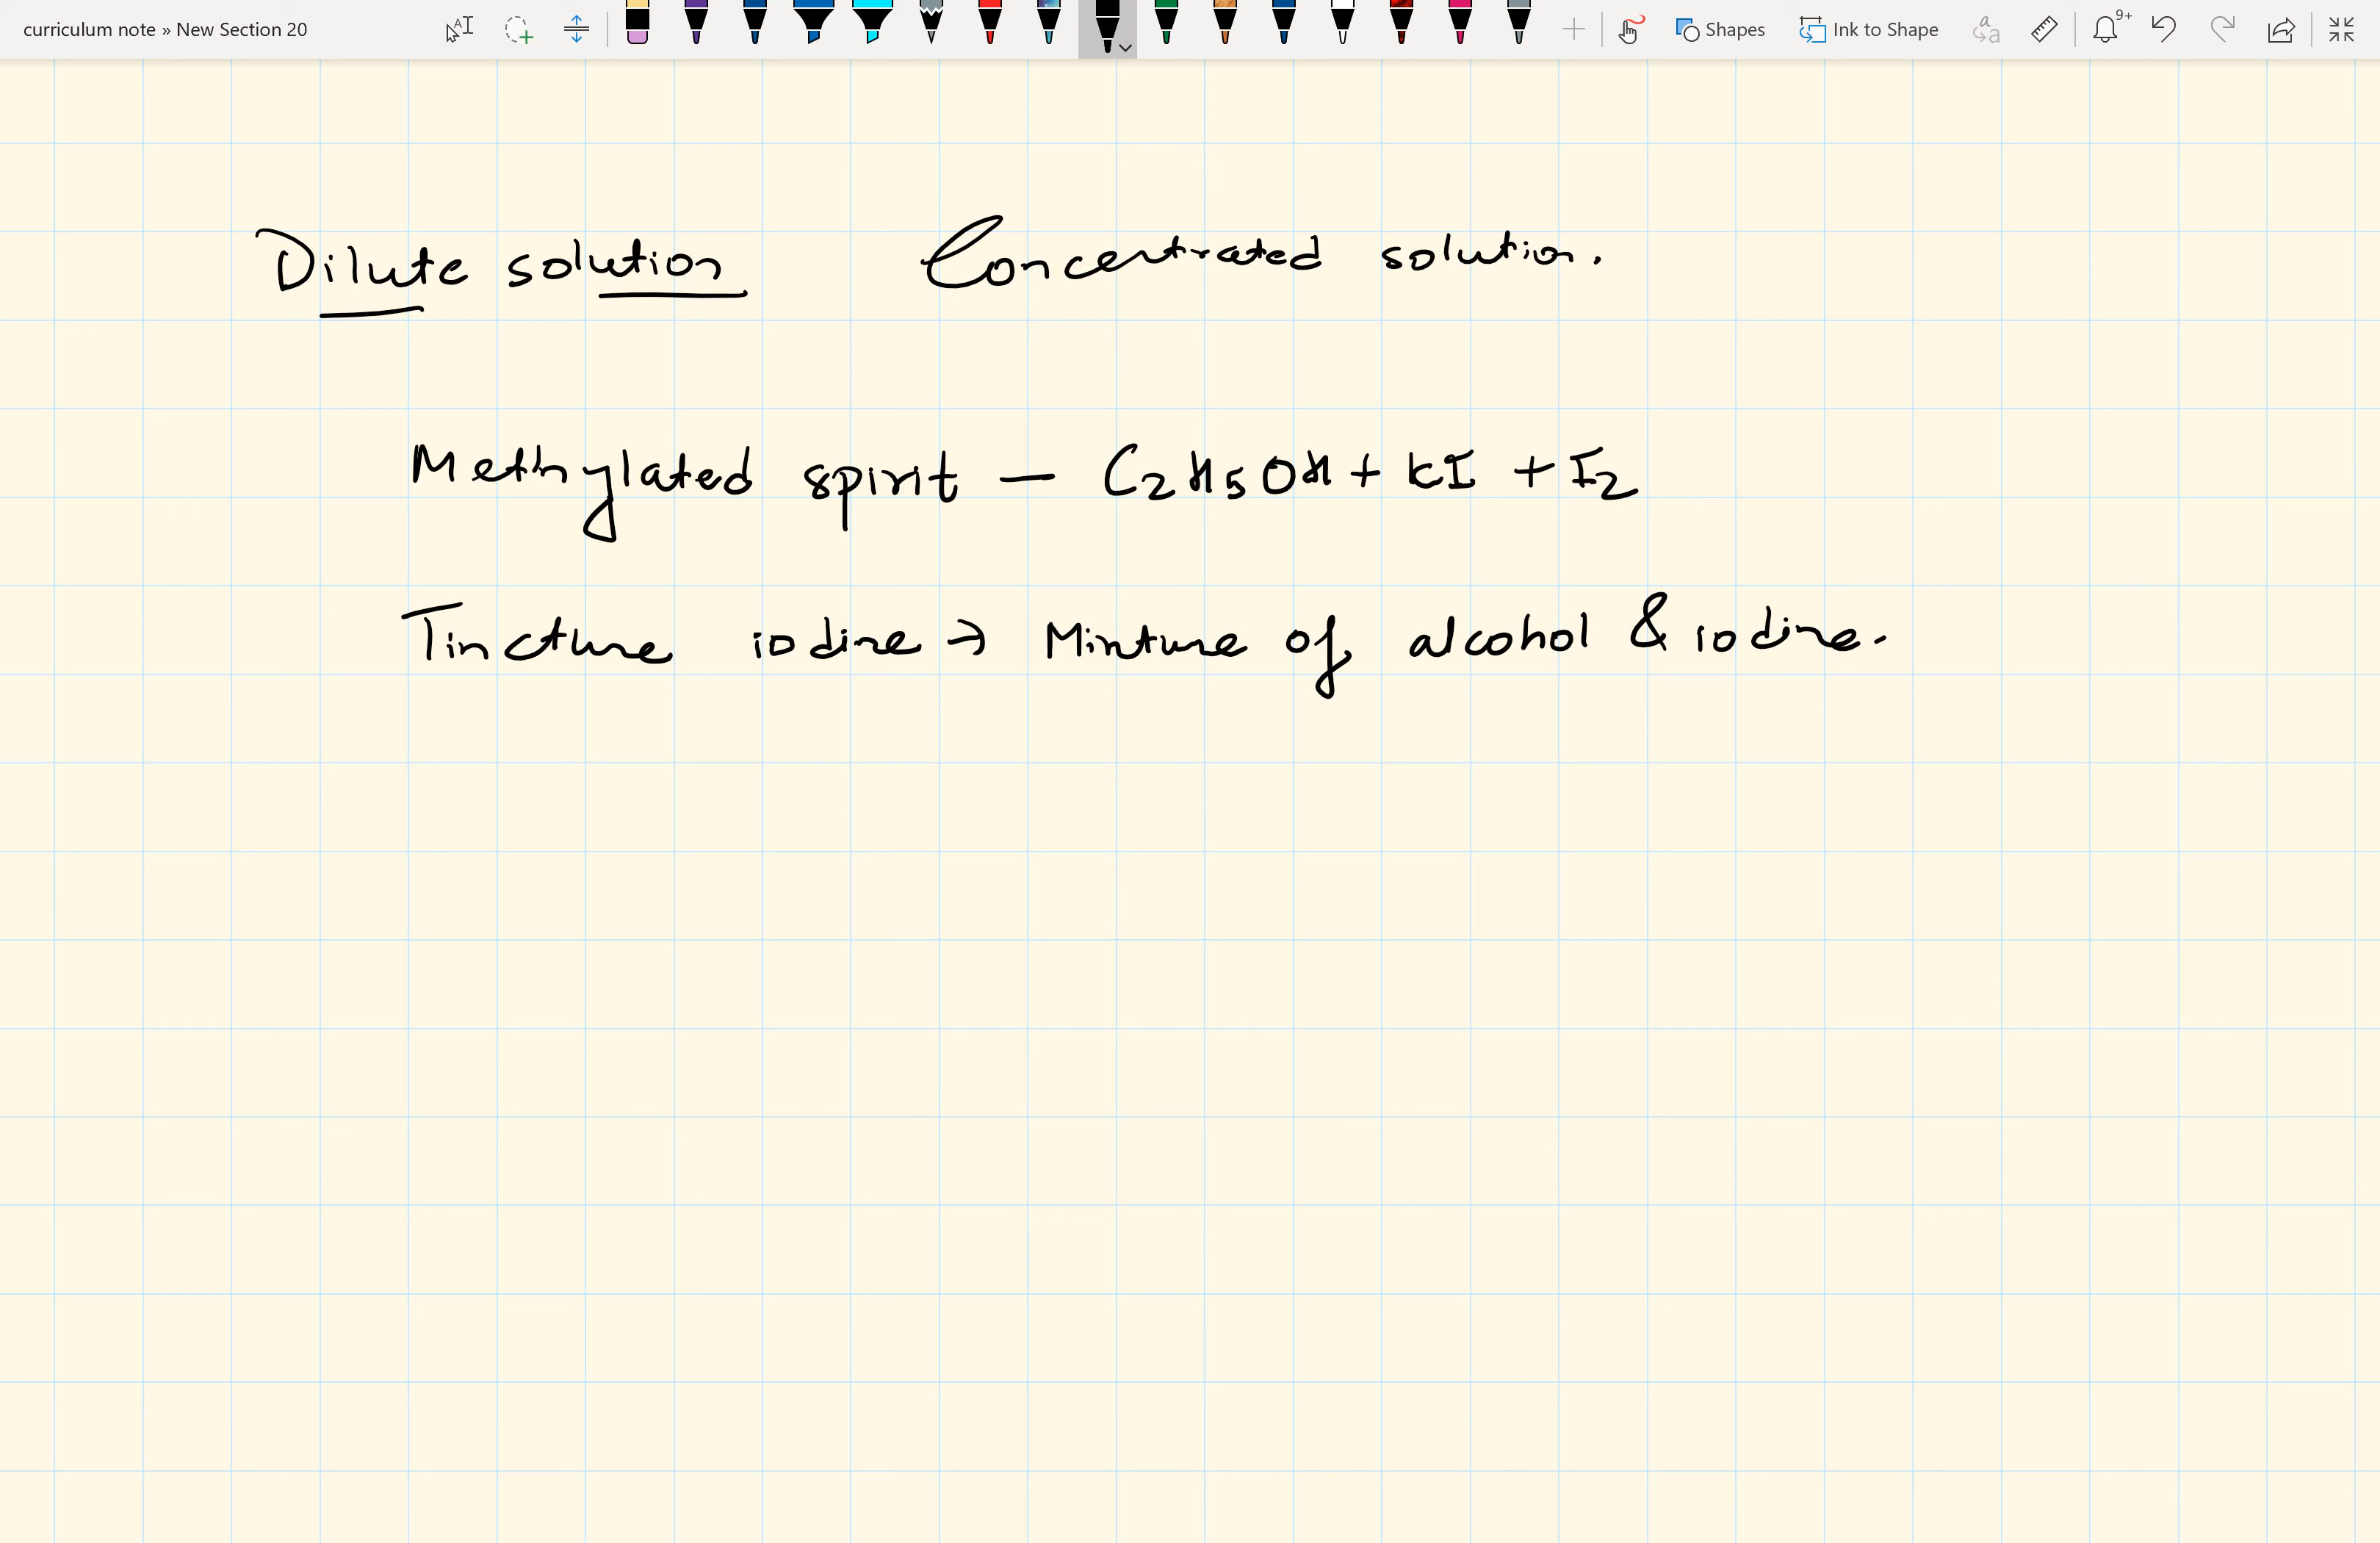 curriculum note » New Section 20 Shapes Ink to Shape 9+
Dilute solution Concentrated solution.
Methylated spirit — C2H5OH + KI + I2
Tincture iodine → Mixture of alcohol & iodine.